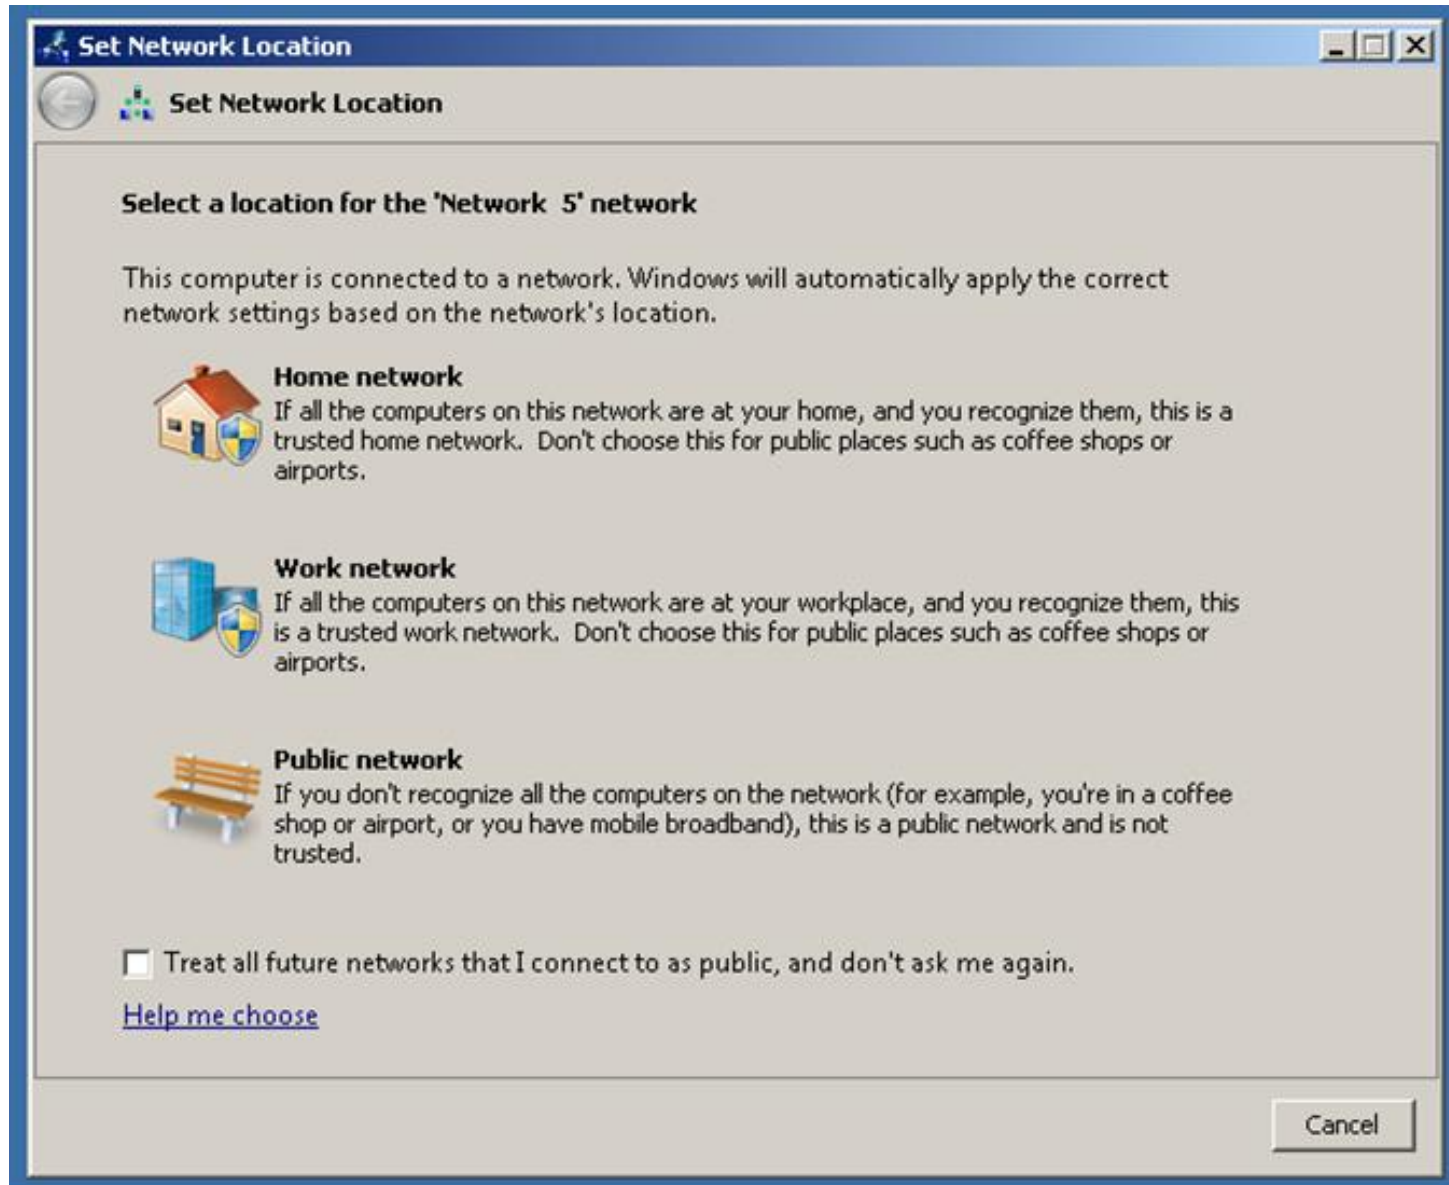 Set Network Location
Set Network Location
Select a location for the 'Network  5' network
This computer is connected to a network. Windows will automatically apply the correct
network settings based on the network's location.
Home network
If all the computers on this network are at your home, and you recognize them, this is a
trusted home network.  Don't choose this for public places such as coffee shops or
airports.
Work network
If all the computers on this network are at your workplace, and you recognize them, this
is a trusted work network.  Don't choose this for public places such as coffee shops or
airports.
Public network
If you don't recognize all the computers on the network (for example, you're in a coffee
shop or airport, or you have mobile broadband), this is a public network and is not
trusted.
Treat all future networks that I connect to as public, and don't ask me again.
Help me choose
Cancel